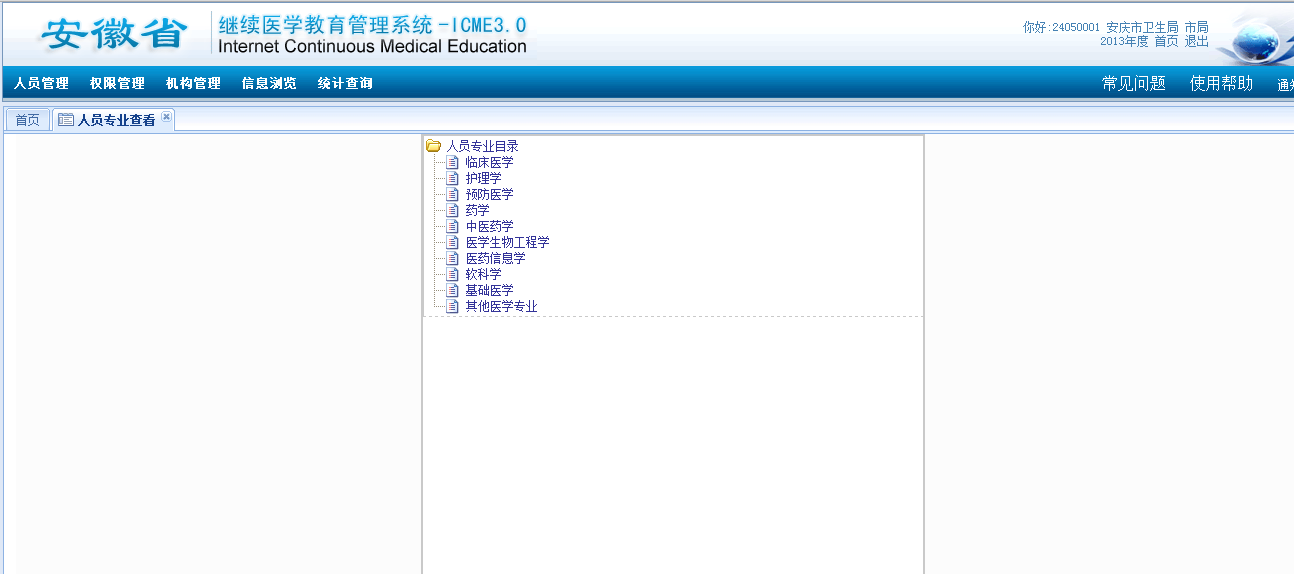 安徽省
继续医学教育管理系统-ICME3.0
Internet Continuous Medical Education
你好:24050001 安庆市卫生局 市局
2013年度 首页 退出
人员管理 权限管理 机构管理 信息浏览 统计查询 常见问题 使用帮助 通
首页 人员专业查看
人员专业目录
临床医学
护理学
预防医学
药学
中医药学
医学生物工程学
医药信息学
软科学
基础医学
其他医学专业